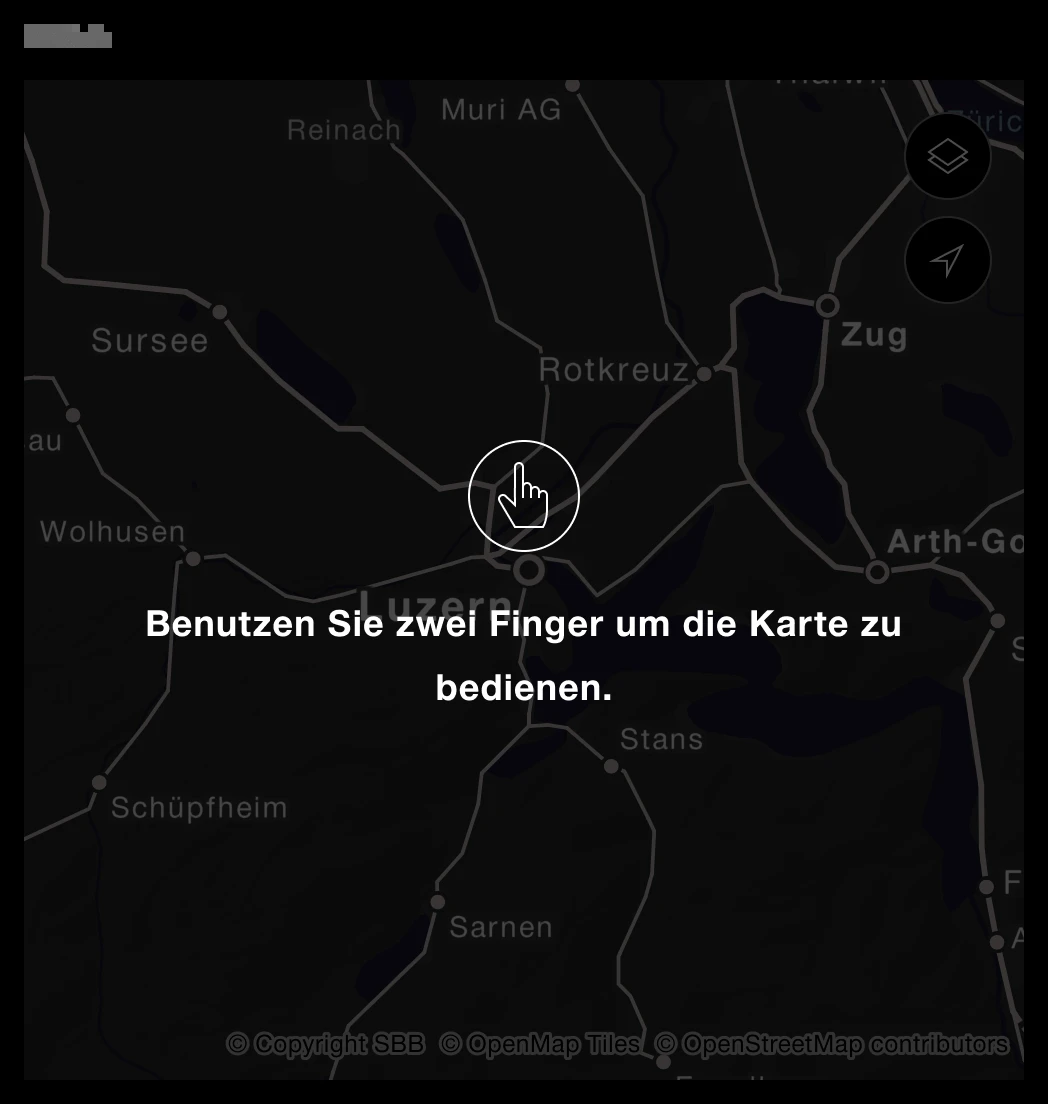 Muri AG
Reinach
Sursee
Zug
Rotkreuz
au
Wolhusen
Arth-Go
Luzern
Benutzen Sie zwei Finger um die Karte zu
bedienen.
Stans
Schüpfheim
F
Sarnen
A
© Copyright SBB © OpenMap Tiles © OpenStreetMap contributors